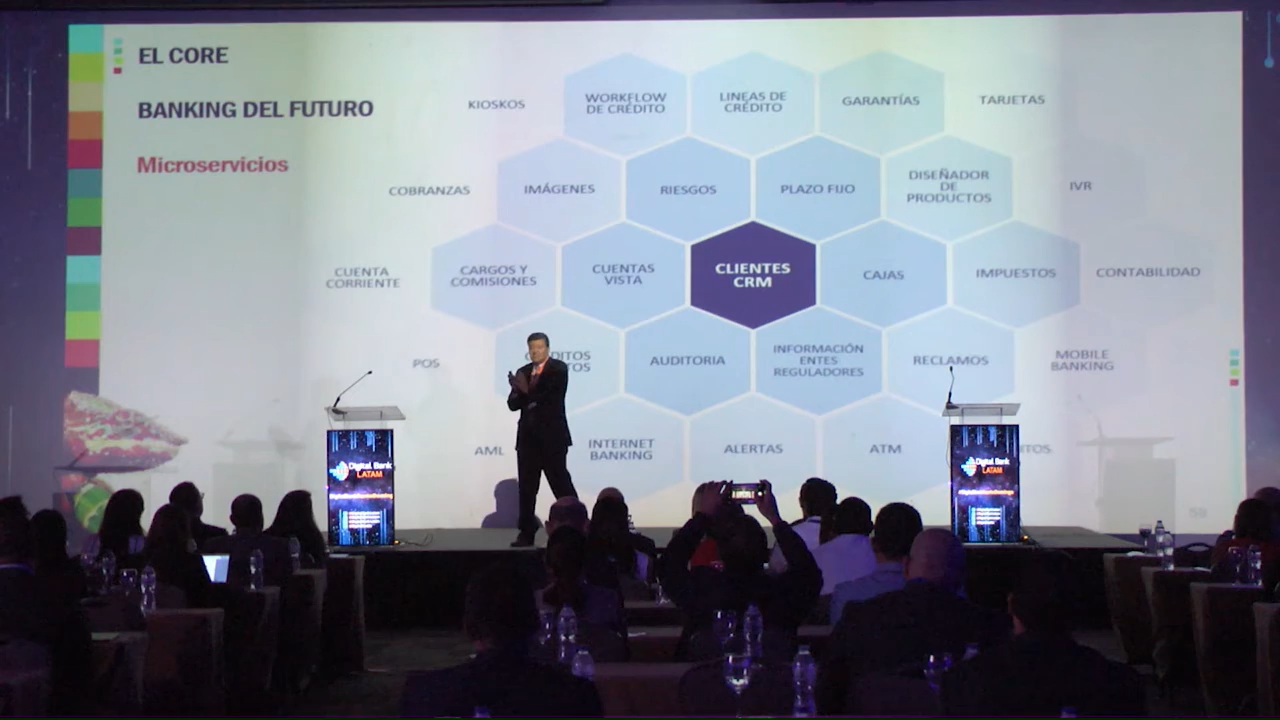 EL CORE
BANKING DEL FUTURO
Microservicios
KIOSKOS
WORKFLOW
DE CRÉDITO
LINEAS DE
CRÉDITO
GARANTÍAS
TARJETAS
COBRANZAS
IMÁGENES
RIESGOS
PLAZO FIJO
DISEÑADOR
DE
PRODUCTOS
IVR
CUENTA
CORRIENTE
CARGOS Y
COMISIONES
CUENTAS
VISTA
CLIENTES
CRM
CAJAS
IMPUESTOS
CONTABILIDAD
POS
AUDITORIA
INFORMACIÓN
ENTES
REGULADORES
RECLAMOS
MOBILE
BANKING
AML
INTERNET
BANKING
ALERTAS
ATM
59
Digital Bank
LATAM
Digital Bank
LATAM